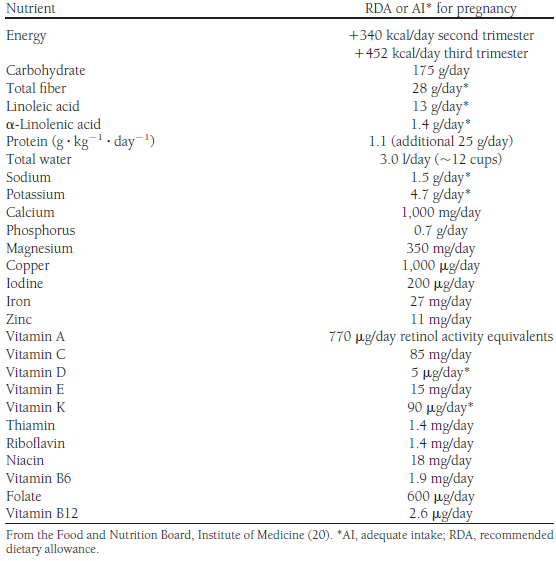 Nutrient RDA or AI* for pregnancy
Energy +340 kcal/day second trimester
+452 kcal/day third trimester
Carbohydrate 175 g/day
Total fiber 28 g/day*
Linoleic acid 13 g/day*
α-Linolenic acid 1.4 g/day*
Protein (g · kg⁻¹ · day⁻¹) 1.1 (additional 25 g/day)
Total water 3.0 l/day (~12 cups)
Sodium 1.5 g/day*
Potassium 4.7 g/day*
Calcium 1,000 mg/day
Phosphorus 0.7 g/day
Magnesium 350 mg/day
Copper 1,000 μg/day
Iodine 200 μg/day
Iron 27 mg/day
Zinc 11 mg/day
Vitamin A 770 μg/day retinol activity equivalents
Vitamin C 85 mg/day
Vitamin D 5 μg/day*
Vitamin E 15 mg/day
Vitamin K 90 μg/day*
Thiamin 1.4 mg/day
Riboflavin 1.4 mg/day
Niacin 18 mg/day
Vitamin B6 1.9 mg/day
Folate 600 μg/day
Vitamin B12 2.6 μg/day
From the Food and Nutrition Board, Institute of Medicine (20). *AI, adequate intake; RDA, recommended
dietary allowance.